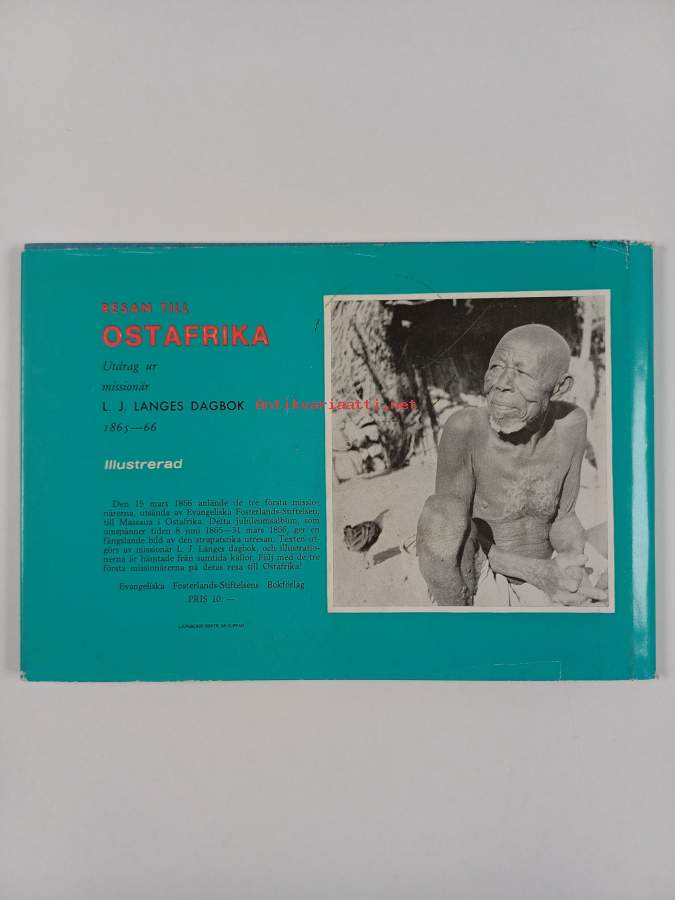 RESAN TILL
OSTAFRIKA
Utdrag ur
missionär
L. J. LANGES DAGBOK
Antikvariaatti.net
1865—66
Illustrerad
Den 15 mars 1866 anlände de tre första missio-
närerna, utsända av Evangeliska Fosterlands-Stiftelsen,
till Massaua i Ostafrika. Detta jubileumsalbum, som
omspänner tiden 8 juni 1865—31 mars 1866, ger en
fängslande bild av den strapatsrika utresan. Texten ut-
görs av missionär L. J. Langes dagbok, och illustratio-
nerna är hämtade från samtida källor. Följ med de tre
första missionärerna på deras resa till Ostafrika!
Evangeliska Fosterlands-Stiftelsens Bokförlag
PRIS 10: —